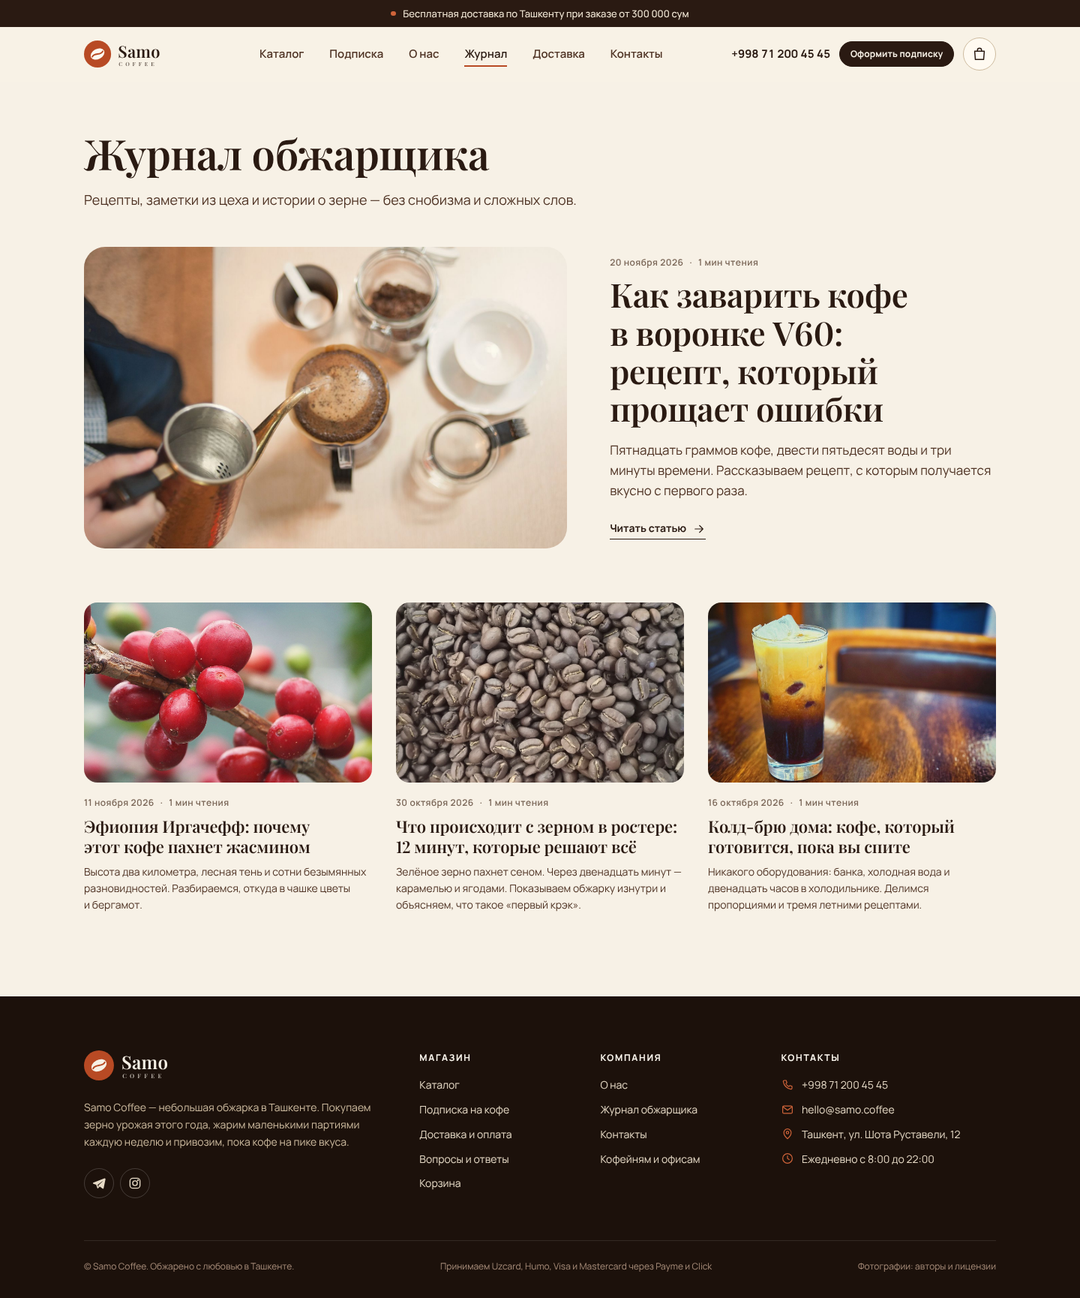 Бесплатная доставка по Ташкенту при заказе от 300 000 сум
Samo
COFFEE
Каталог
Подписка
О нас
Журнал
Доставка
Контакты
+998 71 200 45 45
Оформить подписку
Журнал обжарщика
Рецепты, заметки из цеха и истории о зерне — без снобизма и сложных слов.
20 ноября 2026 · 1 мин чтения
Как заварить кофе
в воронке V60:
рецепт, который
прощает ошибки
Пятнадцать граммов кофе, двести пятьдесят воды и три
минуты времени. Рассказываем рецепт, с которым получается
вкусно с первого раза.
Читать статью
11 ноября 2026 · 1 мин чтения
Эфиопия Иргачефф: почему
этот кофе пахнет жасмином
Высота два километра, лесная тень и сотни безымянных
разновидностей. Разбираемся, откуда в чашке цветы
и бергамот.
30 октября 2026 · 1 мин чтения
Что происходит с зерном в ростере:
12 минут, которые решают всё
Зелёное зерно пахнет сеном. Через двенадцать минут —
карамелью и ягодами. Показываем обжарку изнутри и
объясняем, что такое «первый крэк».
16 октября 2026 · 1 мин чтения
Колд-брю дома: кофе, который
готовится, пока вы спите
Никакого оборудования: банка, холодная вода и
двенадцать часов в холодильнике. Делимся
пропорциями и тремя летними рецептами.
Samo
COFFEE
Samo Coffee — небольшая обжарка в Ташкенте. Покупаем
зерно урожая этого года, жарим маленькими партиями
каждую неделю и привозим, пока кофе на пике вкуса.
МАГАЗИН
Каталог
Подписка на кофе
Доставка и оплата
Вопросы и ответы
Корзина
КОМПАНИЯ
О нас
Журнал обжарщика
Контакты
Кофейням и офисам
КОНТАКТЫ
+998 71 200 45 45
hello@samo.coffee
Ташкент, ул. Шота Руставели, 12
Ежедневно с 8:00 до 22:00
© Samo Coffee. Обжарено с любовью в Ташкенте.
Принимаем Uzcard, Humo, Visa и Mastercard через Payme и Click
Фотографии: авторы и лицензии